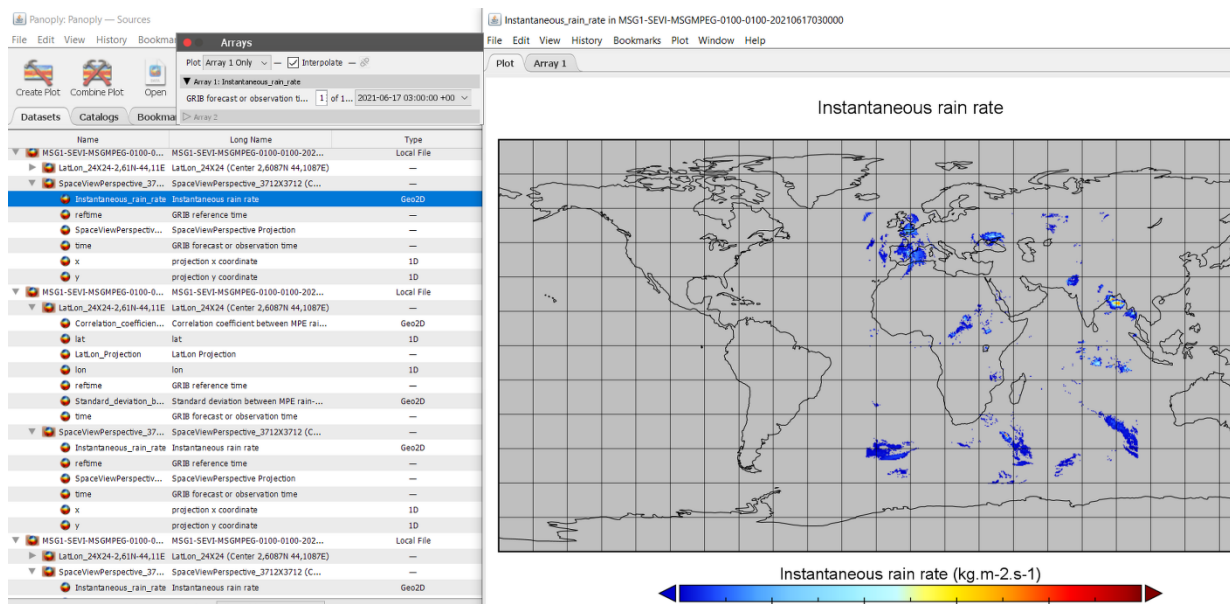 Panoply: Panoply — Sources
File Edit View History Bookma
Create Plot Combine Plot Open
Datasets Catalogs Bookma
Arrays
Plot Array 1 Only — Interpolate —
Array 1: Instantaneous_rain_rate
GRIB forecast or observation ti... 1 of 1... 2021-06-17 03:00:00 +00
Array 2
Name Long Name Type
MSG1-SEVI-MSGMPEG-0100-0... MSG1-SEVI-MSGMPEG-0100-0100-202... Local File
LatLon_24X24-2,61N-44,11E LatLon_24X24 (Center 2,6087N 44,1087E) —
SpaceViewPerspective_37... SpaceViewPerspective_3712X3712 (C... —
Instantaneous_rain_rate Instantaneous rain rate Geo2D
reftime GRIB reference time —
SpaceViewPerspectiv... SpaceViewPerspective Projection —
time GRIB forecast or observation time —
x projection x coordinate 1D
y projection y coordinate 1D
MSG1-SEVI-MSGMPEG-0100-0... MSG1-SEVI-MSGMPEG-0100-0100-202... Local File
LatLon_24X24-2,61N-44,11E LatLon_24X24 (Center 2,6087N 44,1087E) —
Correlation_coefficien... Correlation coefficient between MPE rai... Geo2D
lat lat 1D
LatLon_Projection LatLon Projection —
lon lon 1D
reftime GRIB reference time —
Standard_deviation_b... Standard deviation between MPE rain-... Geo2D
time GRIB forecast or observation time —
SpaceViewPerspective_37... SpaceViewPerspective_3712X3712 (C... —
Instantaneous_rain_rate Instantaneous rain rate Geo2D
reftime GRIB reference time —
SpaceViewPerspectiv... SpaceViewPerspective Projection —
time GRIB forecast or observation time —
x projection x coordinate 1D
y projection y coordinate 1D
MSG1-SEVI-MSGMPEG-0100-0... MSG1-SEVI-MSGMPEG-0100-0100-202... Local File
LatLon_24X24-2,61N-44,11E LatLon_24X24 (Center 2,6087N 44,1087E) —
SpaceViewPerspective_37... SpaceViewPerspective_3712X3712 (C... —
Instantaneous_rain_rate Instantaneous rain rate Geo2D
Instantaneous_rain_rate in MSG1-SEVI-MSGMPEG-0100-0100-20210617030000
File Edit View History Bookmarks Plot Window Help
Plot Array 1
Instantaneous rain rate
Instantaneous rain rate (kg.m-2.s-1)